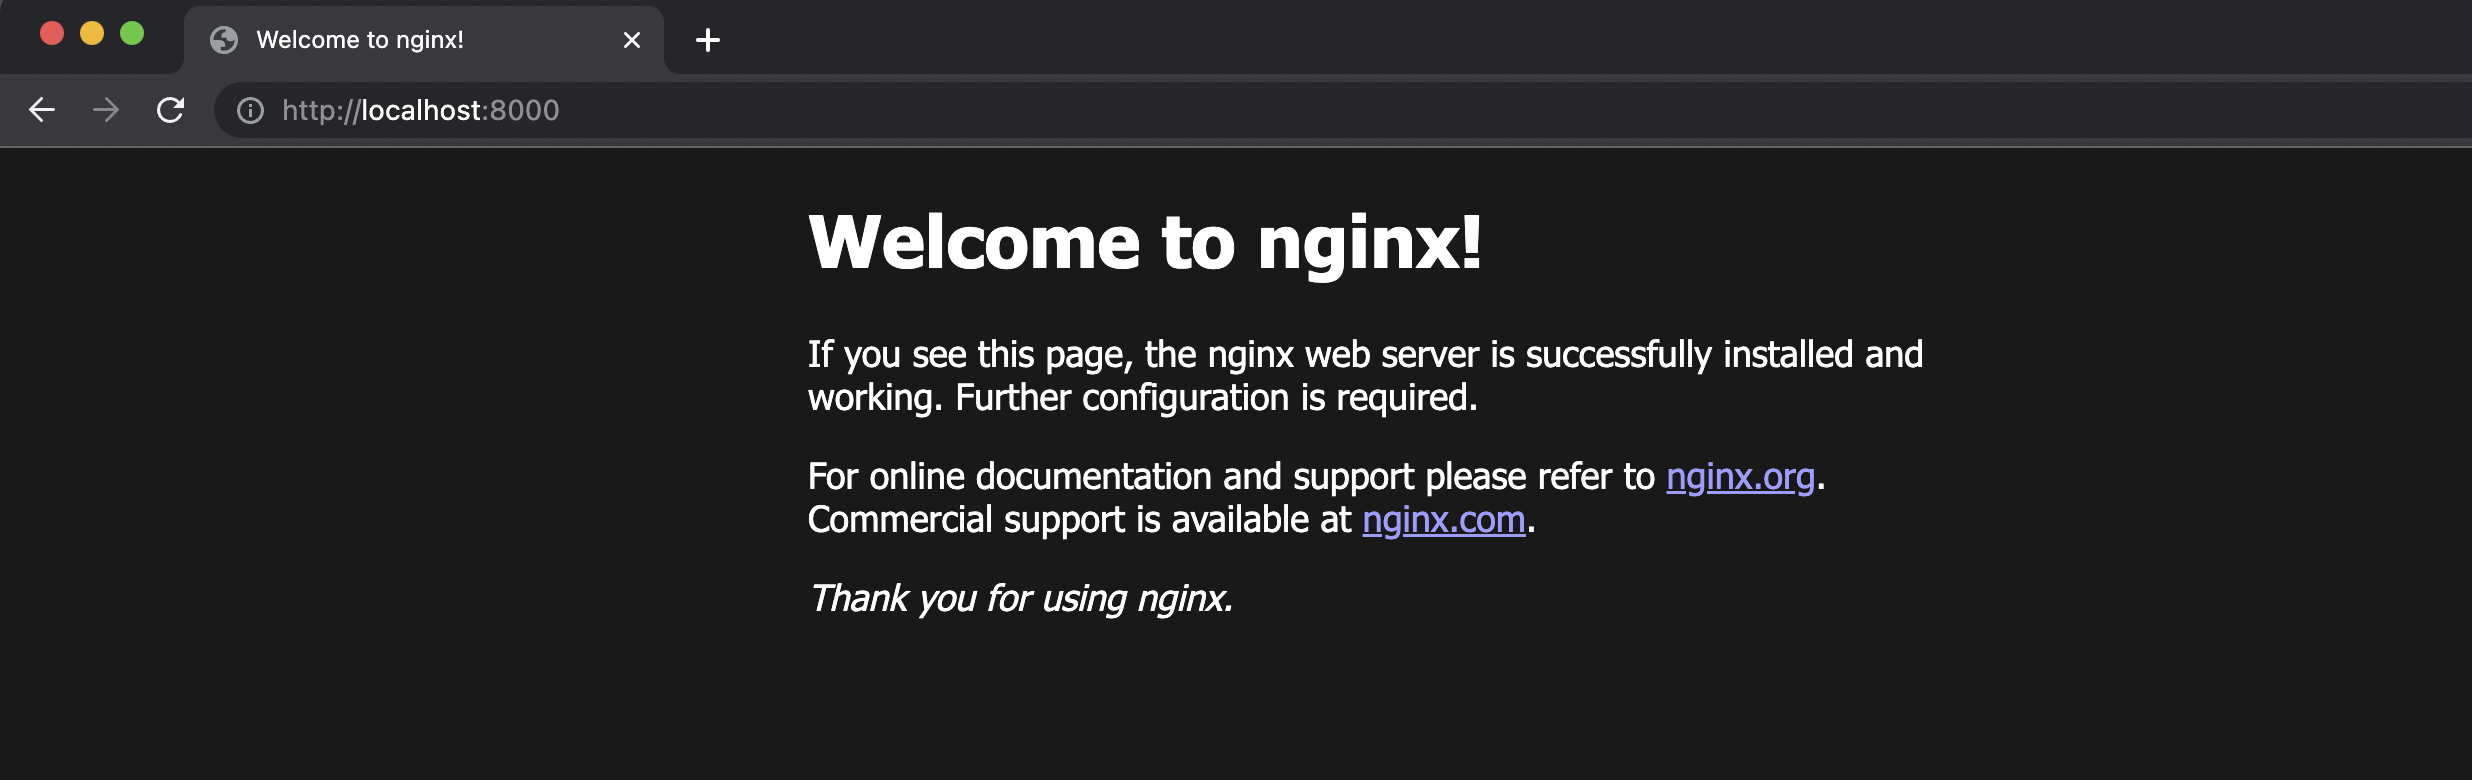 Welcome to nginx!
http://localhost:8000
Welcome to nginx!
If you see this page, the nginx web server is successfully installed and
working. Further configuration is required.
For online documentation and support please refer to nginx.org.
Commercial support is available at nginx.com.
Thank you for using nginx.